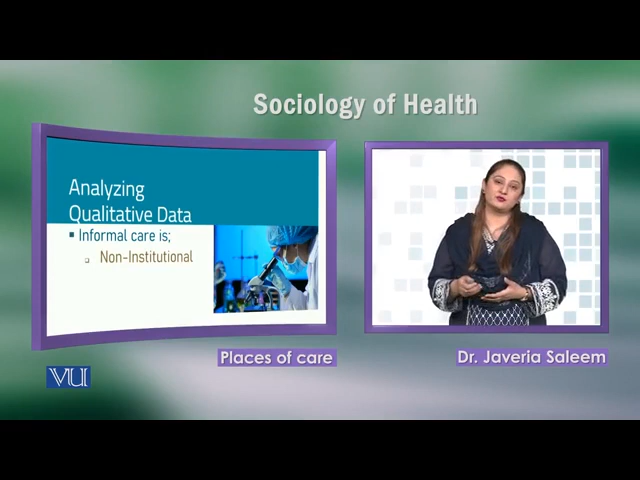 Sociology of Health
Analyzing
Qualitative Data
▪ Informal care is;
❑ Non-Institutional
Places of care
Dr. Javeria Saleem
VU